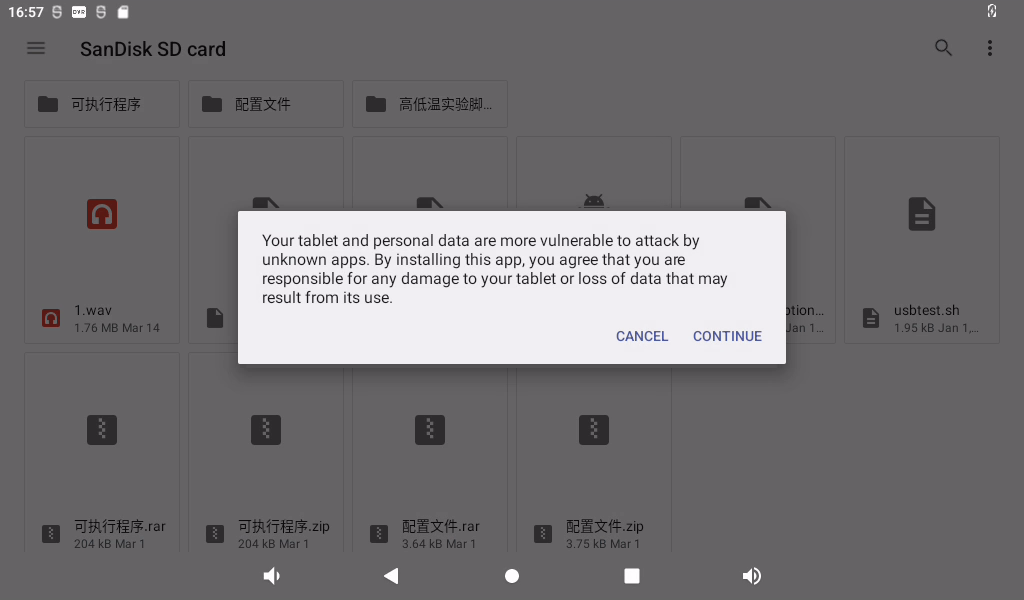 16:57
DVR
SanDisk SD card
可执行程序
配置文件
高低温实验脚…
Your tablet and personal data are more vulnerable to attack by
unknown apps. By installing this app, you agree that you are
responsible for any damage to your tablet or loss of data that may
result from its use.
CANCEL
CONTINUE
1.wav
1.76 MB Mar 14
ption…
Jan 1…
usbtest.sh
1.95 kB Jan 1,…
可执行程序.rar
204 kB Mar 1
可执行程序.zip
204 kB Mar 1
配置文件.rar
3.64 kB Mar 1
配置文件.zip
3.75 kB Mar 1